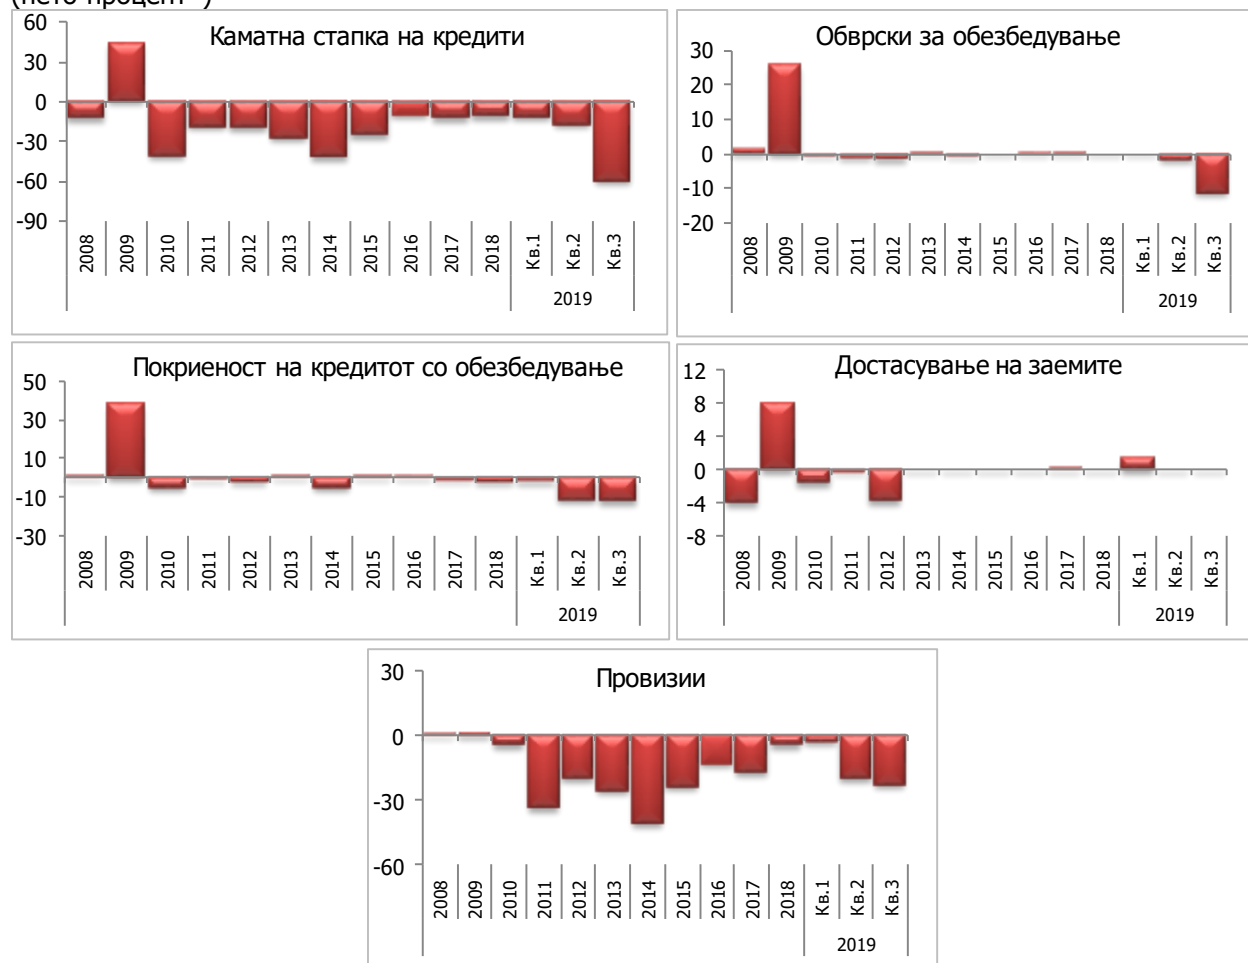 (нето процент*)
Каматна стапка на кредити
60
30
0
-30
-60
-90
2008 2009 2010 2011 2012 2013 2014 2015 2016 2017 2018 Кв.1 Кв.2 Кв.3
2019
Обврски за обезбедување
30
20
10
0
-10
-20
2008 2009 2010 2011 2012 2013 2014 2015 2016 2017 2018 Кв.1 Кв.2 Кв.3
2019
Покриеност на кредитот со обезбедување
50
30
10
-10
-30
2008 2009 2010 2011 2012 2013 2014 2015 2016 2017 2018 Кв.1 Кв.2 Кв.3
2019
Достасување на заемите
12
8
4
0
-4
-8
2008 2009 2010 2011 2012 2013 2014 2015 2016 2017 2018 Кв.1 Кв.2 Кв.3
2019
Провизии
30
0
-30
-60
2008 2009 2010 2011 2012 2013 2014 2015 2016 2017 2018 Кв.1 Кв.2 Кв.3
2019